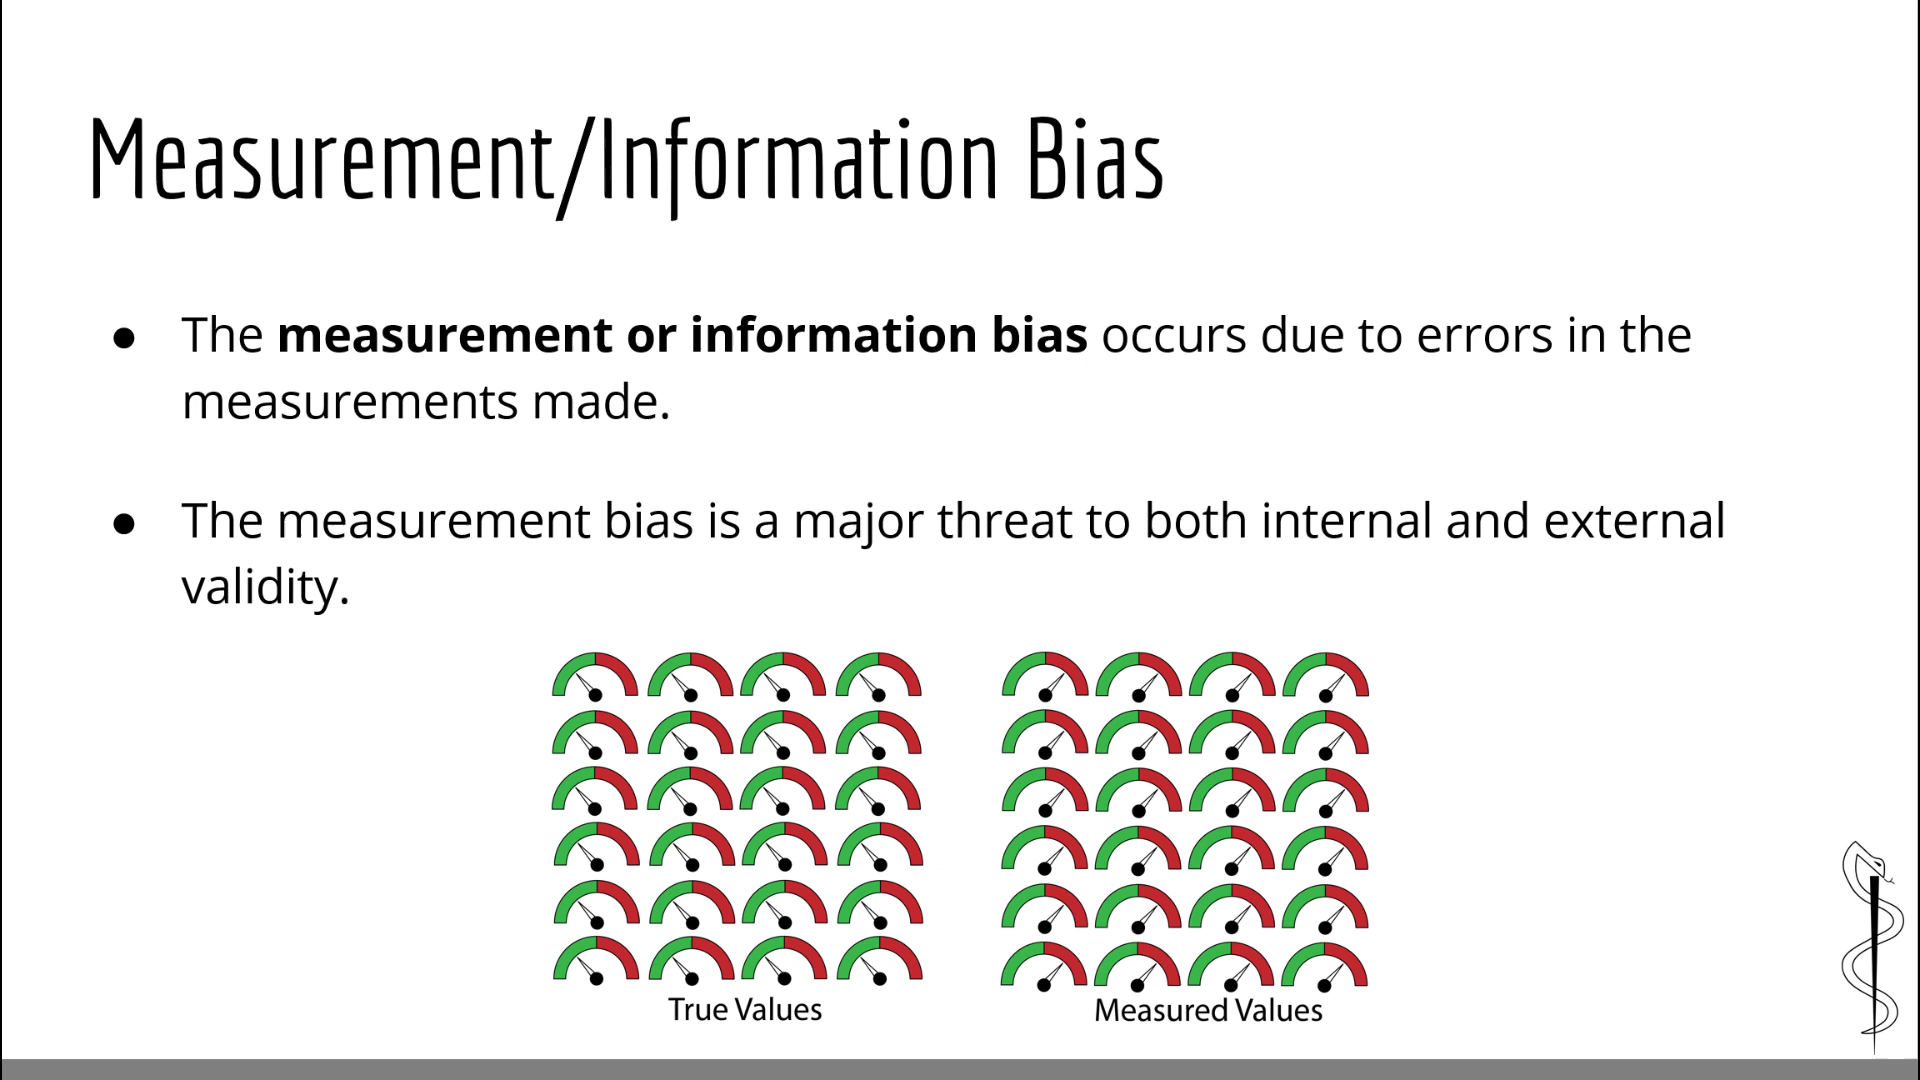 Measurement/Information Bias
● The measurement or information bias occurs due to errors in the
measurements made.
● The measurement bias is a major threat to both internal and external
validity.
True Values
Measured Values